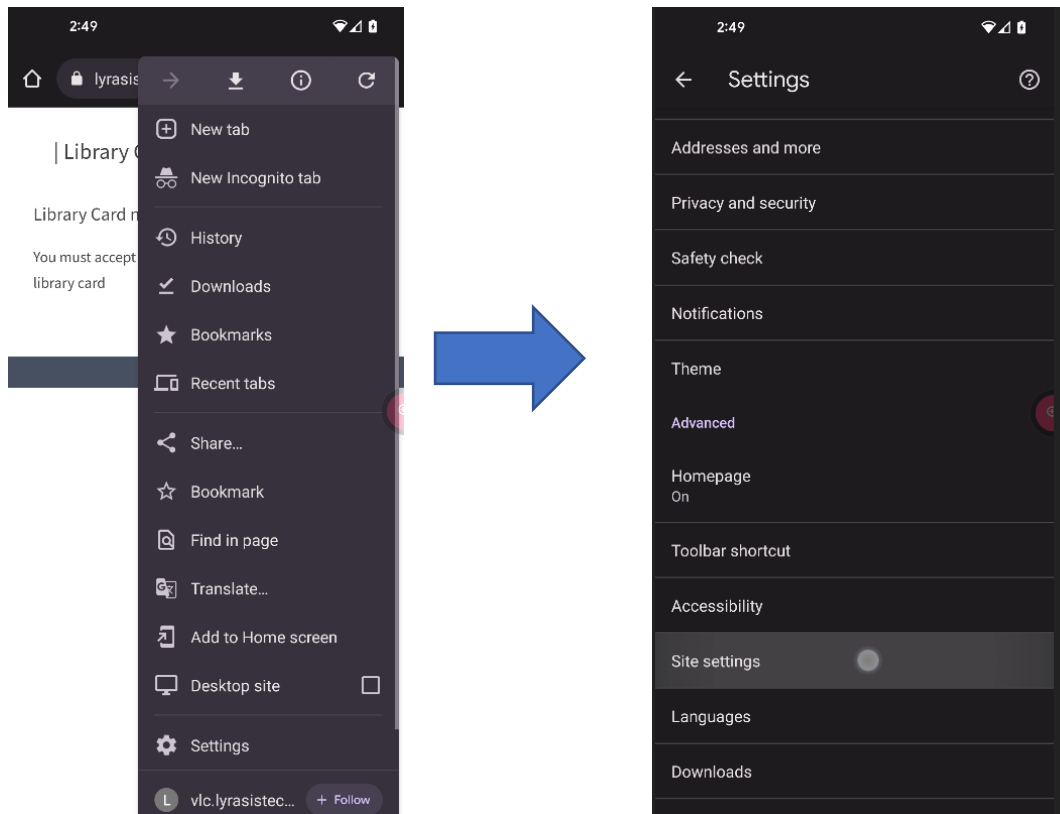 2:49
lyrasis
New tab
| Library
New Incognito tab
Library Card
History
You must accept
library card
Downloads
Bookmarks
Recent tabs
Share...
Bookmark
Find in page
Translate...
Add to Home screen
Desktop site
Settings
L vlc.lyrasistec... + Follow
2:49
Settings
Addresses and more
Privacy and security
Safety check
Notifications
Theme
Advanced
Homepage
On
Toolbar shortcut
Accessibility
Site settings
Languages
Downloads